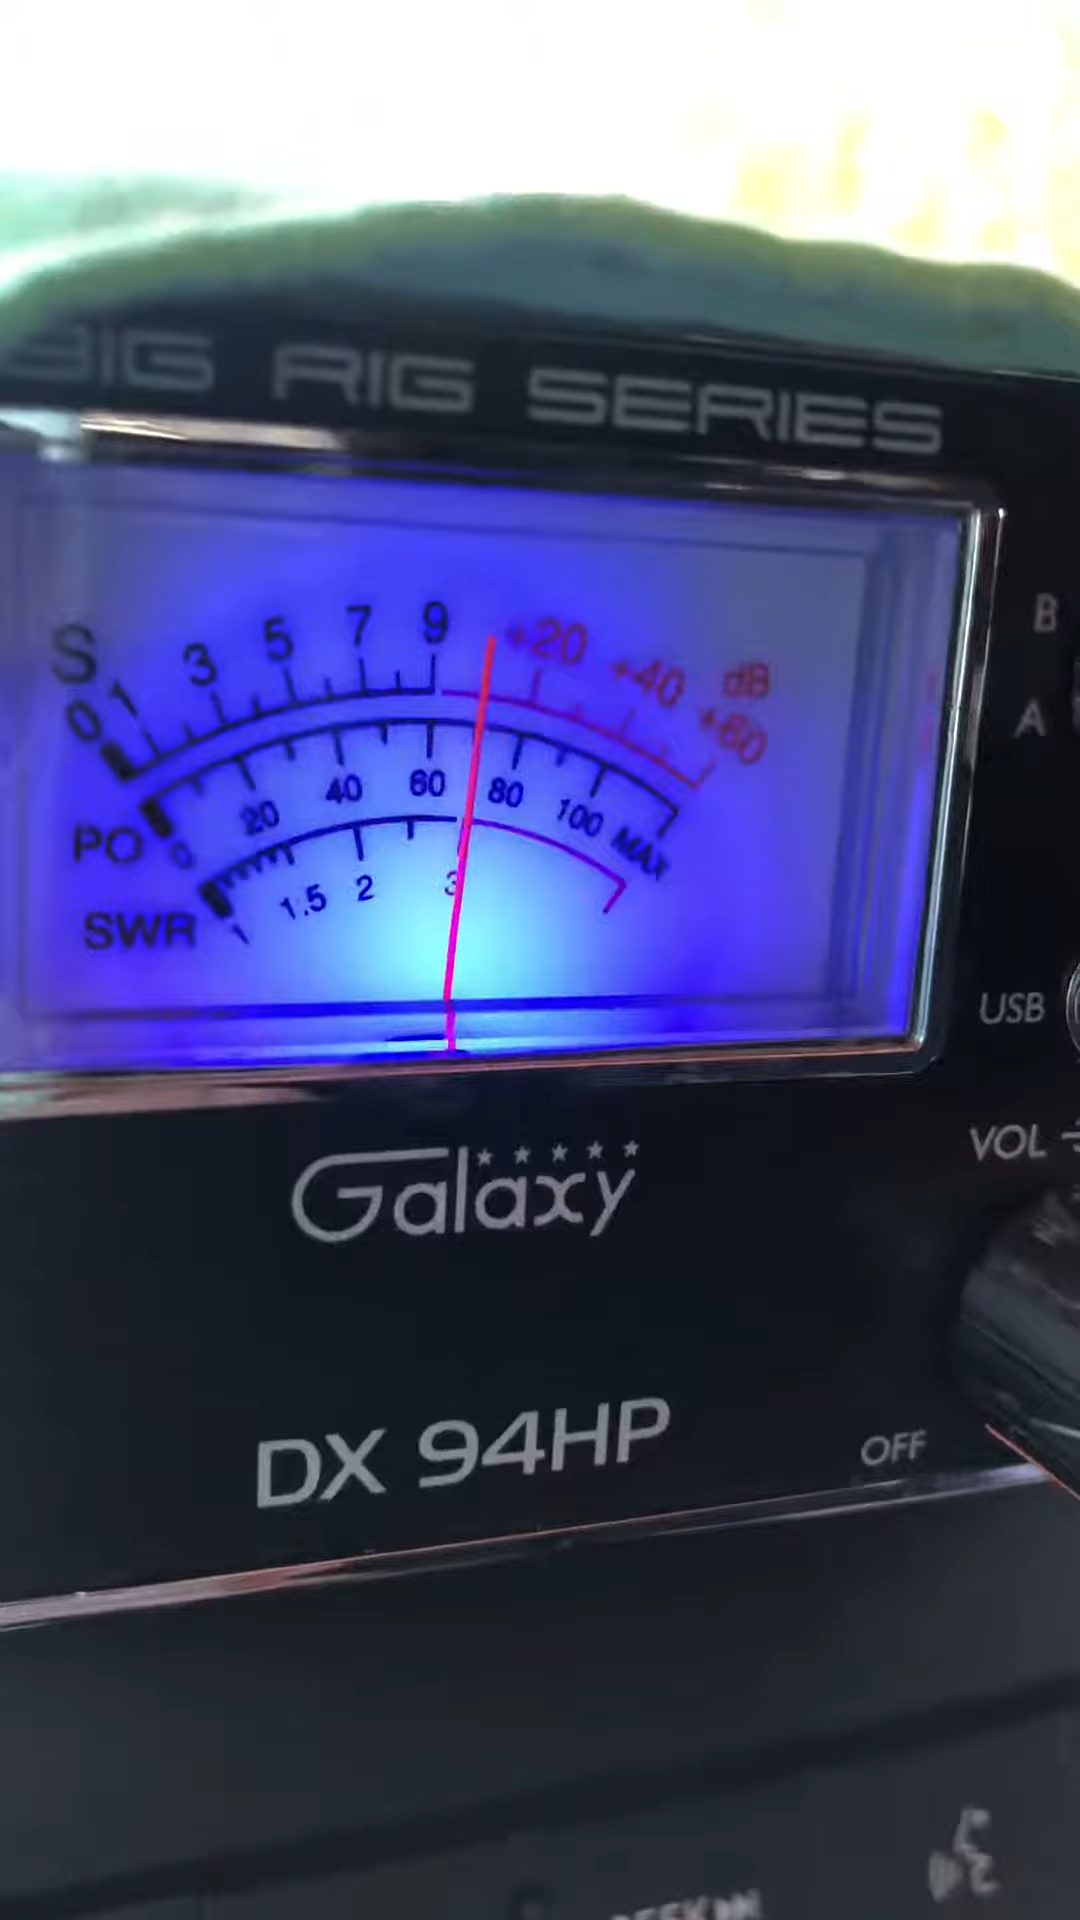 BIG RIG SERIES
S 1 3 5 7 9 +20 +40 +60 dB
0
PO 0 20 40 60 80 100 MAX
SWR 1 1.5 2 3
B
A
USB
VOL
Galaxy
DX 94HP
OFF